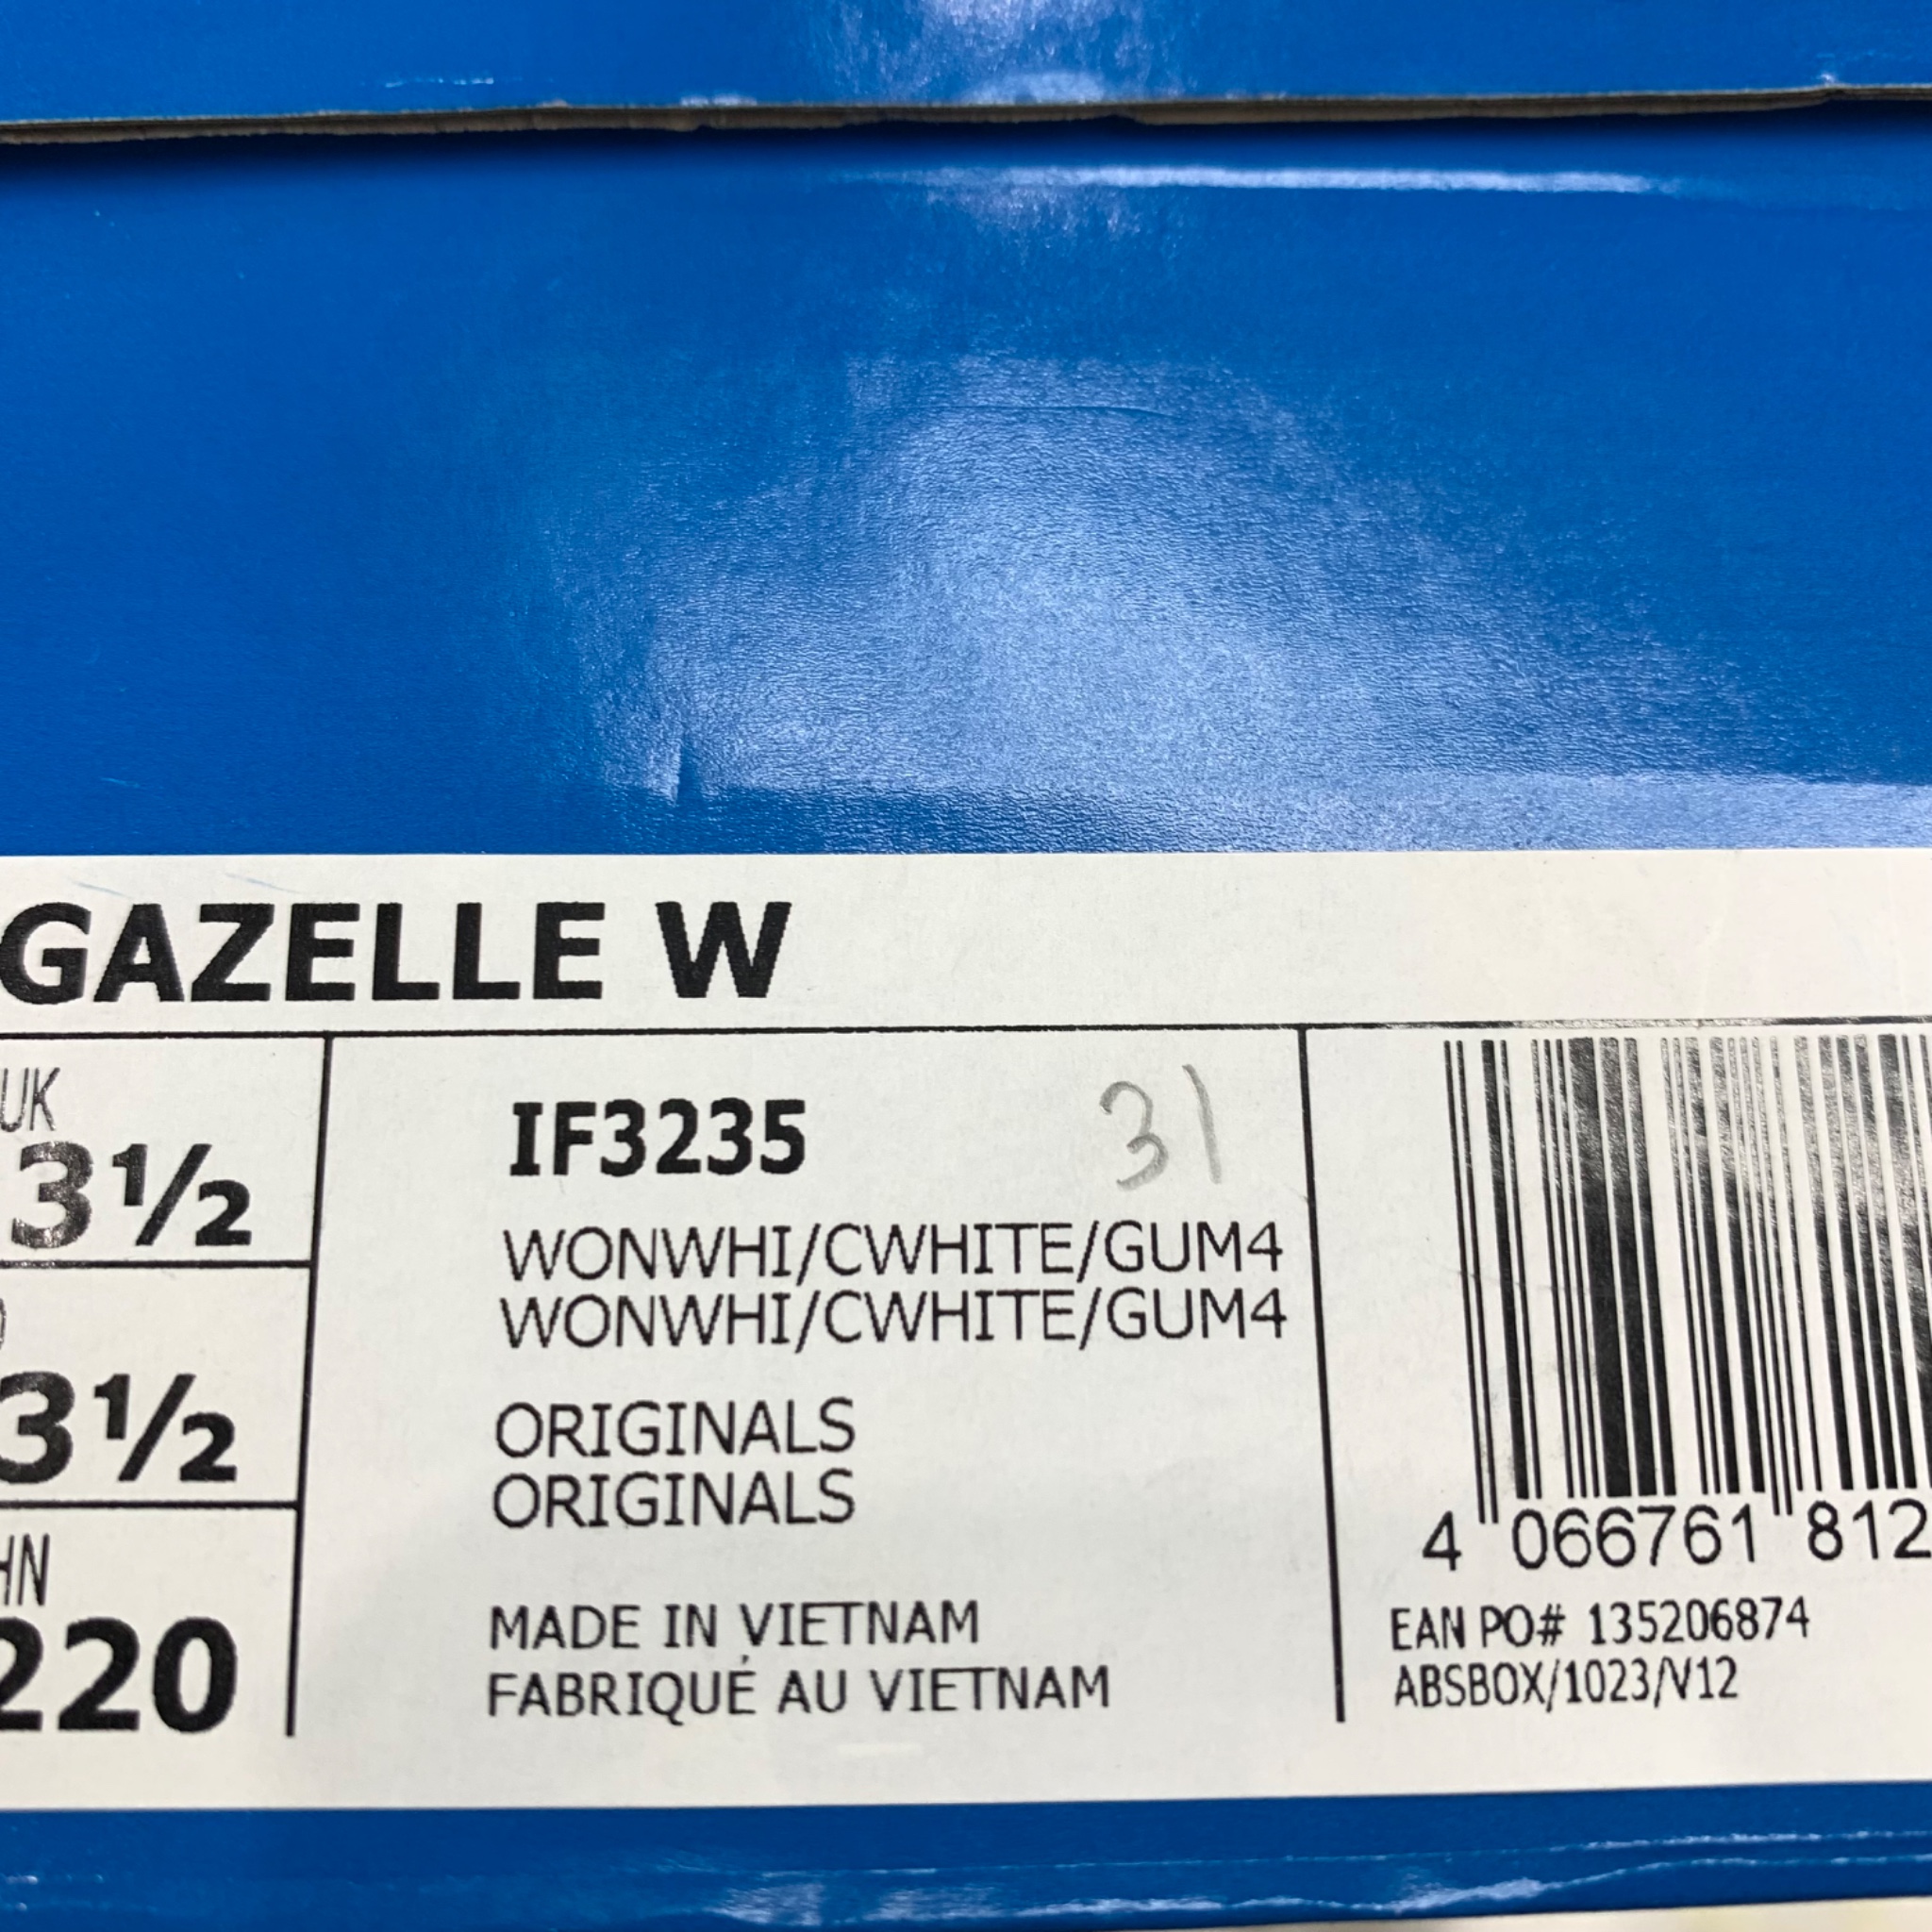 GAZELLE W
UK
3½
3½
220
IF3235
31
WONWHI/CWHITE/GUM4
WONWHI/CWHITE/GUM4
ORIGINALS
ORIGINALS
MADE IN VIETNAM
FABRIQUÉ AU VIETNAM
4 066761 812
EAN PO# 135206874
ABSBOX/1023/V12